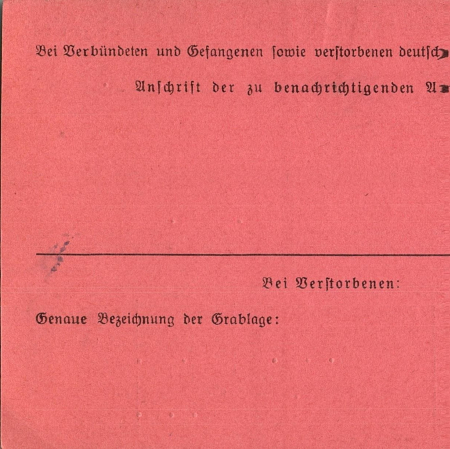 Bei Verbündeten und Gefangenen sowie verstorbenen deutsch
Anschrift der zu benachrichtigenden A
Bei Verstorbenen:
Genaue Bezeichnung der Grablage: